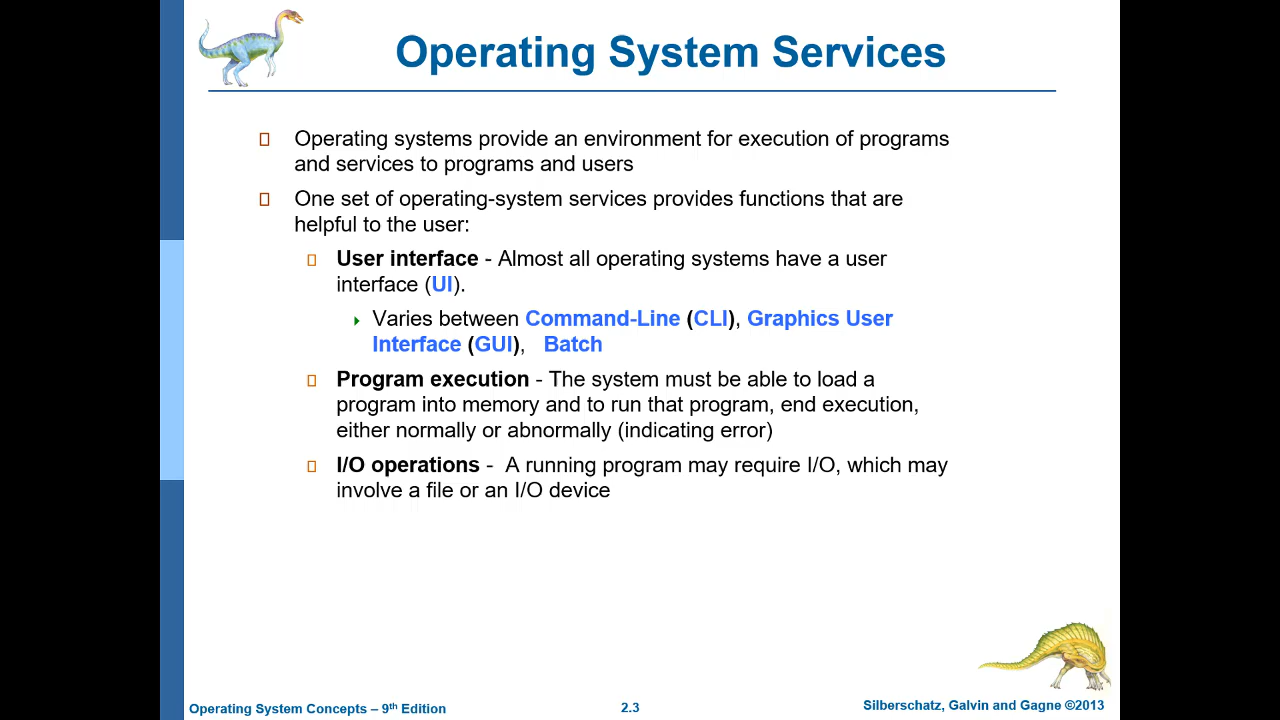 Operating System Services
Operating systems provide an environment for execution of programs
and services to programs and users
One set of operating-system services provides functions that are
helpful to the user:
User interface - Almost all operating systems have a user
interface (UI).
Varies between Command-Line (CLI), Graphics User
Interface (GUI), Batch
Program execution - The system must be able to load a
program into memory and to run that program, end execution,
either normally or abnormally (indicating error)
I/O operations - A running program may require I/O, which may
involve a file or an I/O device
Operating System Concepts – 9th Edition
2.3
Silberschatz, Galvin and Gagne ©2013